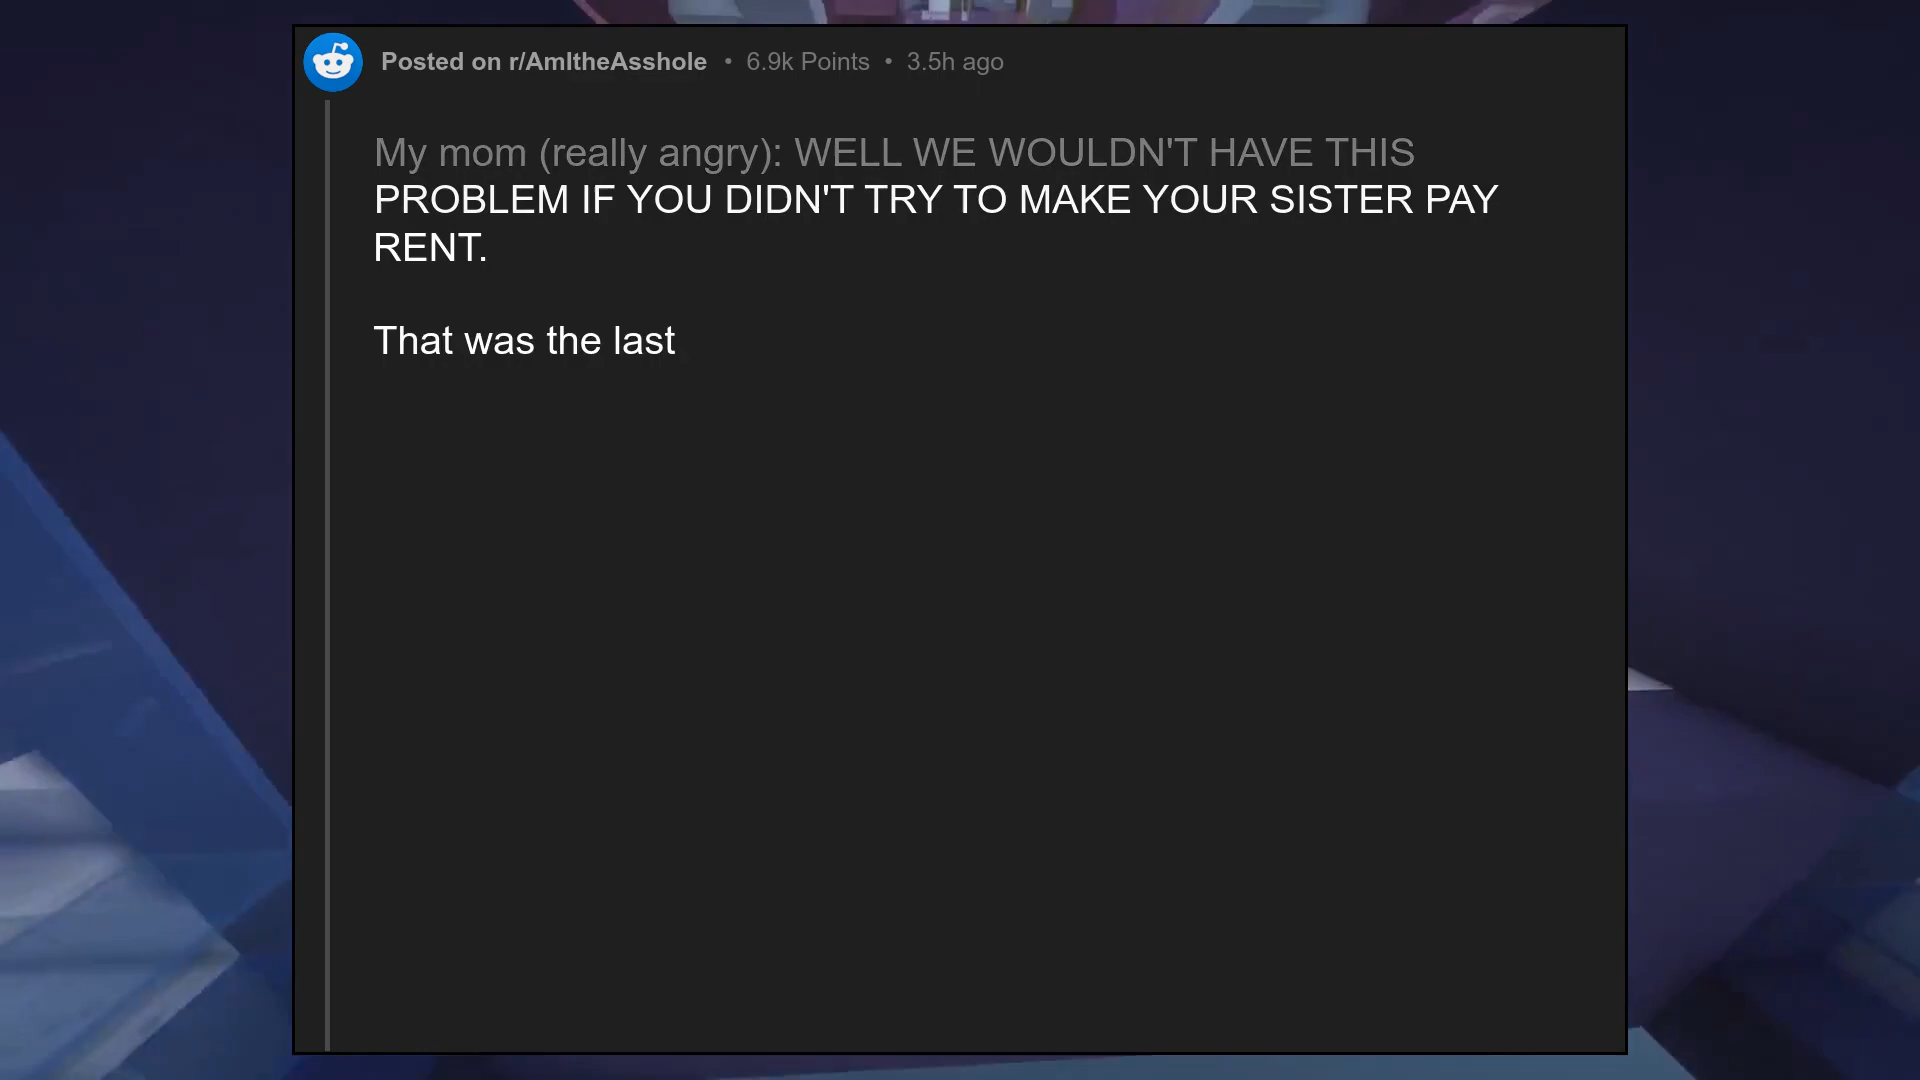 Posted on r/AmItheAsshole • 6.9k Points • 3.5h ago
My mom (really angry): WELL WE WOULDN'T HAVE THIS
PROBLEM IF YOU DIDN'T TRY TO MAKE YOUR SISTER PAY
RENT.
That was the last